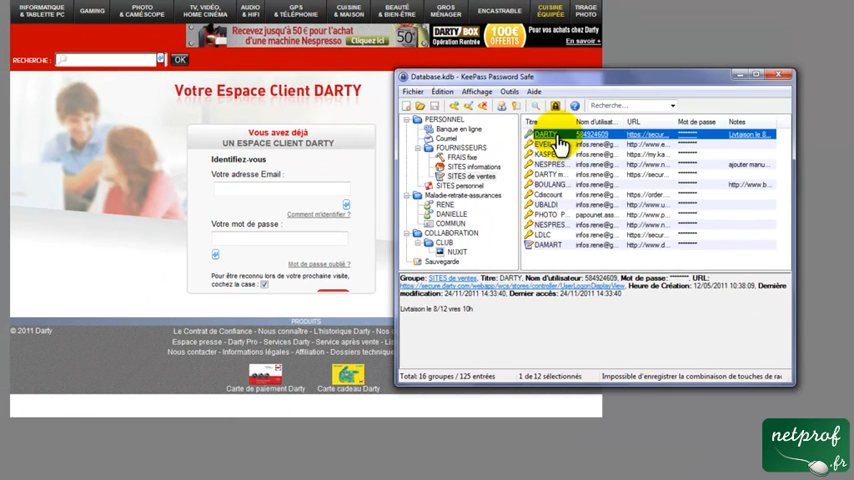 INFORMATIQUE & TABLETTE PC
GAMING
PHOTO & CAMÉSCOPE
TV, VIDÉO, HOME CINÉMA
AUDIO & HIFI
GPS & TÉLÉPHONIE
CUISINE & MAISON
BEAUTÉ & BIEN-ÊTRE
GROS MÉNAGER
ENCASTRABLE
CUISINE ÉQUIPÉE
TIRAGE PHOTO
Recevez jusqu'à 50 € pour l'achat
d'une machine Nespresso
Cliquez ici
50€
DARTY BOX
Opération Rentrée
100€
OFFERTS
Pour vos achats chez Darty
En savoir+
RECHERCHE :
OK
Votre Espace Client DARTY
Vous avez déjà
UN ESPACE CLIENT DARTY
Identifiez-vous
Votre adresse Email :
Comment m'identifier ?
Votre mot de passe :
Mot de passe oublié ?
Pour être reconnu lors de votre prochaine visite,
cochez la case :
PRODUITS
© 2011 Darty
Le Contrat de Confiance - Nous connaître - L'historique Darty - Nos
Espace presse - Darty Pro - Services Darty - Service après vente - Li
Nous contacter - Informations légales - Affiliation - Dossiers technique
Carte de paiement Darty
Carte cadeau Darty
Database.kdb - KeePass Password Safe
Fichier Édition Affichage Outils Aide
Recherche...
PERSONNEL
Banque en ligne
Courriel
FOURNISSEURS
FRAIS fixe
SITES informations
SITES de ventes
SITES personnel
Maladie-retraite-assurances
RENE
DANIELLE
COMMUN
COLLABORATION
CLUB
NUXIT
Sauvegarde
Titre Nom d'utilisat... URL Mot de passe Notes
DARTY 584924609 https://secur... ******** Livtaison le 8...
infos.rene@g... http://www.e... ********
infos.rene@g... https://my.ka... ********
NESPRES... infos.rene@g... http://www.n... ******** ajouter manu...
DARTY m... infos.rene@g... https://secur... ********
BOULANG... infos.rene@g... ******** http://www.b...
Cdiscount infos.rene@g... https://order.... ********
UBALDI infos.rene@g... http://www.u... ********
PHOTO P... papounet.ass... http://www.p... ********
NESPRES... infos.rene@g... http://www.n... ********
LDLC infos.rene@g... https://secur... ********
DAMART infos.rene@g... http://www.d... ********
Groupe: SITES de ventes, Titre: DARTY, Nom d'utilisateur: 584924609, Mot de passe: ********, URL:
https://secure.darty.com/webapp/wcs/stores/controller/UserLogonDisplayView, Heure de Création: 12/05/2011 10:38:09, Dernière
modification: 24/11/2011 14:33:40, Dernier accès: 24/11/2011 14:33:40
Livtaison le 8/12 vres 10h
Total: 16 groupes / 125 entrées
1 de 12 sélectionnés
Impossible d'enregistrer la combinaison de touches de rac
netprof
.fr